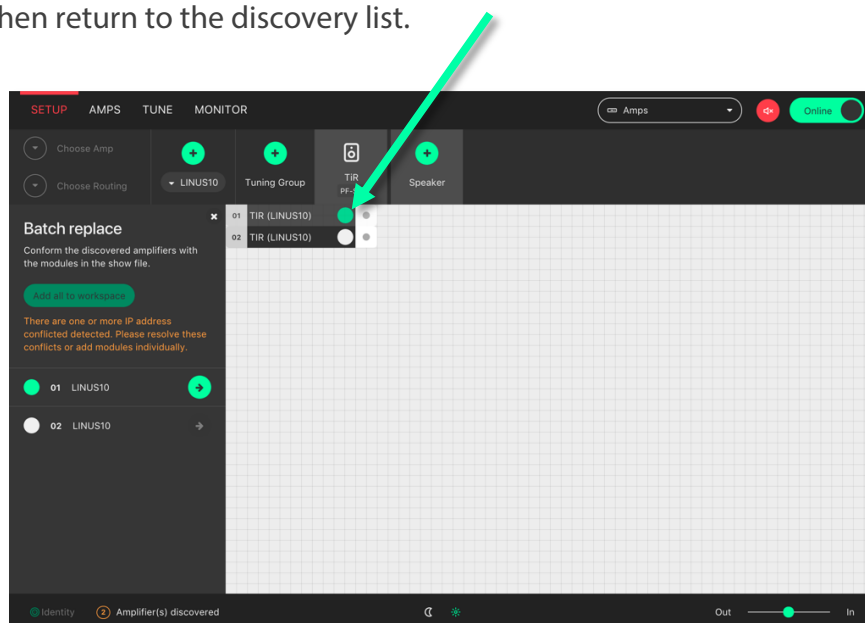 hen return to the discovery list.
SETUP AMPS TUNE MONITOR
Amps
Online
Choose Amp
Choose Routing
LINUS10
Tuning Group
TiR
Speaker
01 TIR (LINUS10)
02 TIR (LINUS10)
Batch replace
Conform the discovered amplifiers with
the modules in the show file.
Add all to workspace
There are one or more IP address
conflicted detected. Please resolve these
conflicts or add modules individually.
01 LINUS10
02 LINUS10
Identity
2 Amplifier(s) discovered
Out
In